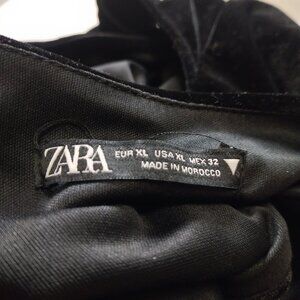 ZARA
EUR XL USA XL MEX 32
MADE IN MOROCCO